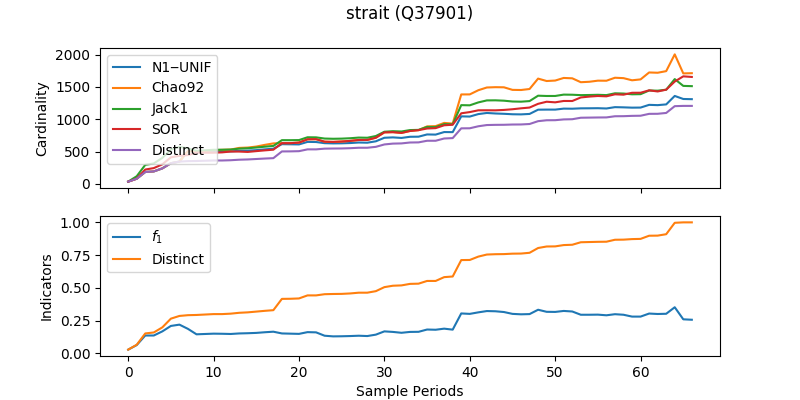 strait (Q37901)
Cardinality
2000
1500
1000
500
0
N1−UNIF
Chao92
Jack1
SOR
Distinct
Indicators
1.00
0.75
0.50
0.25
0.00
f₁
Distinct
0 10 20 30 40 50 60
Sample Periods